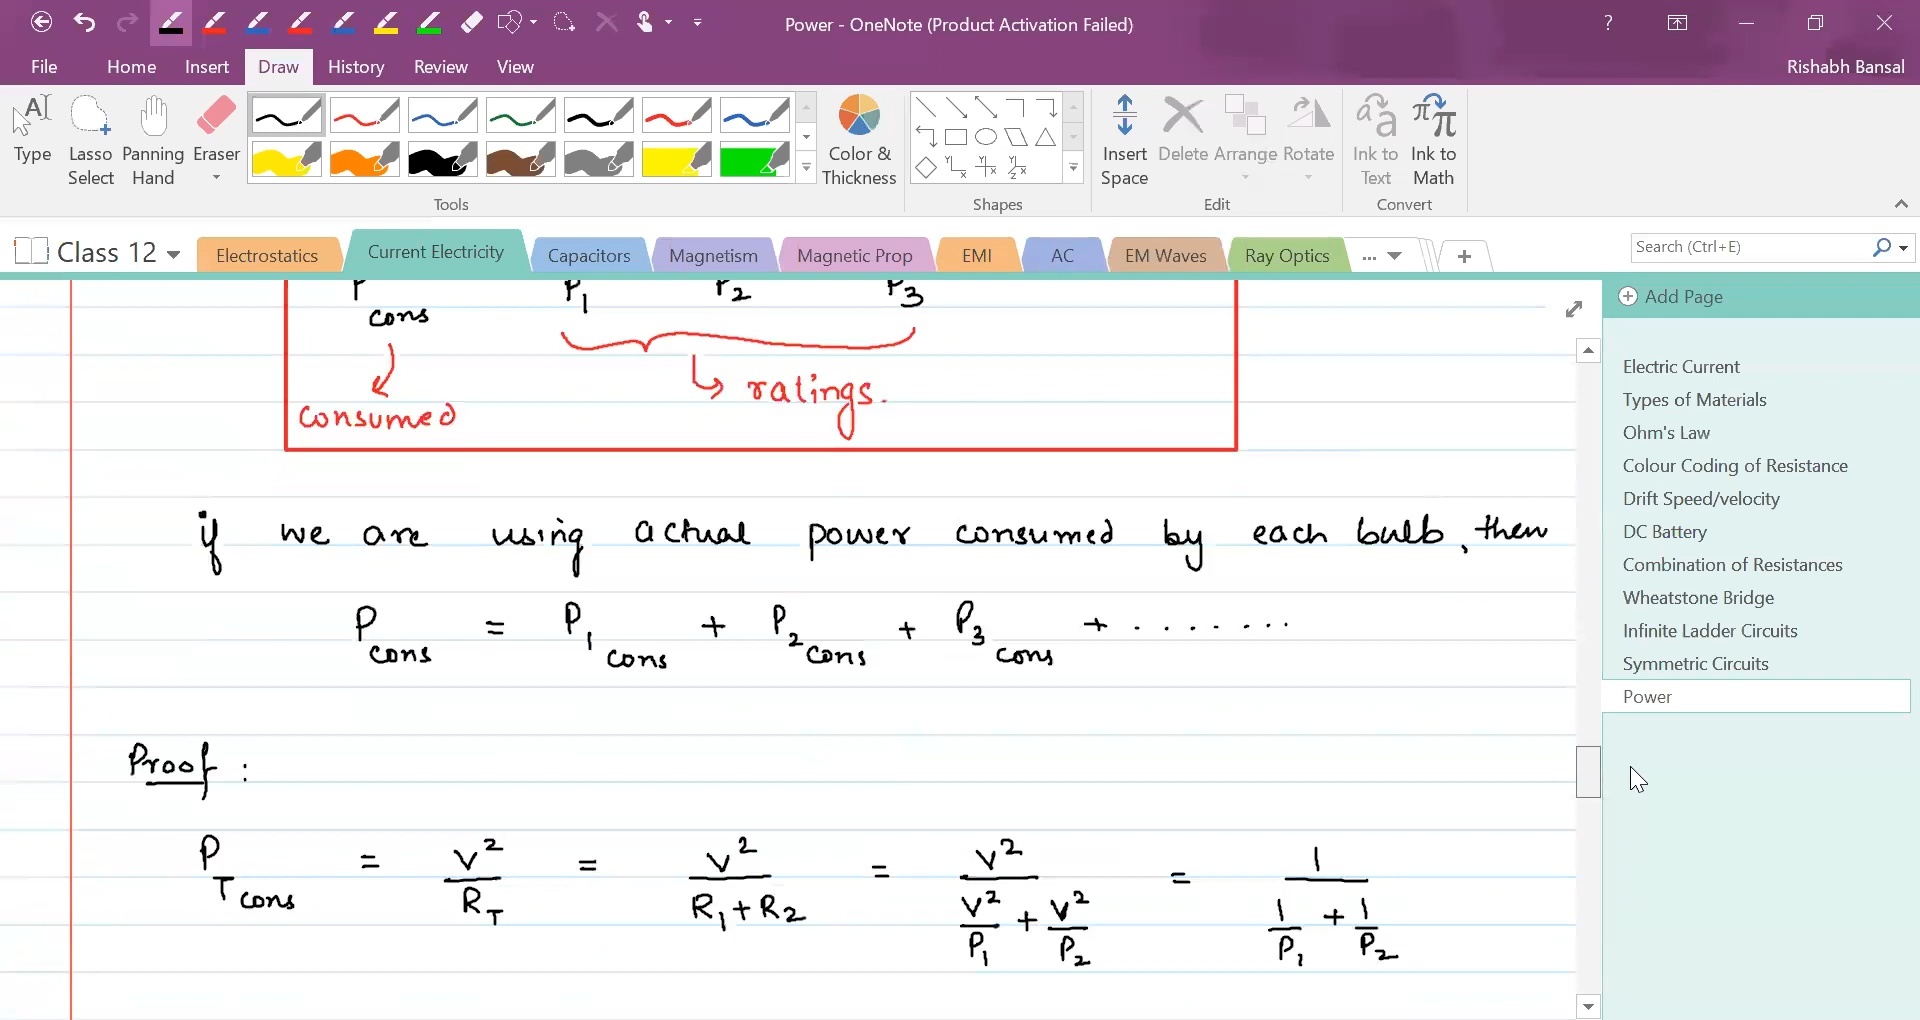 Power - OneNote (Product Activation Failed)
?
File Home Insert Draw History Review View
Rishabh Bansal
Type
Lasso Select
Panning Hand
Eraser
Color & Thickness
Insert Space
Delete
Arrange
Rotate
Ink to Text
Ink to Math
Tools
Shapes
Edit
Convert
Class 12
Electrostatics
Current Electricity
Capacitors
Magnetism
Magnetic Prop
EMI
AC
EM Waves
Ray Optics
...
+
Search (Ctrl+E)
P cons P1 P2 P3
consumed
ratings.
if we are using actual power consumed by each bulb, then
P cons = P1 cons + P2 cons + P3 cons + ........
Proof :
P T cons = V²/R_T = V²/(R1 + R2) = V²/(V²/P1 + V²/P2) = 1/(1/P1 + 1/P2)
Add Page
Electric Current
Types of Materials
Ohm's Law
Colour Coding of Resistance
Drift Speed/velocity
DC Battery
Combination of Resistances
Wheatstone Bridge
Infinite Ladder Circuits
Symmetric Circuits
Power